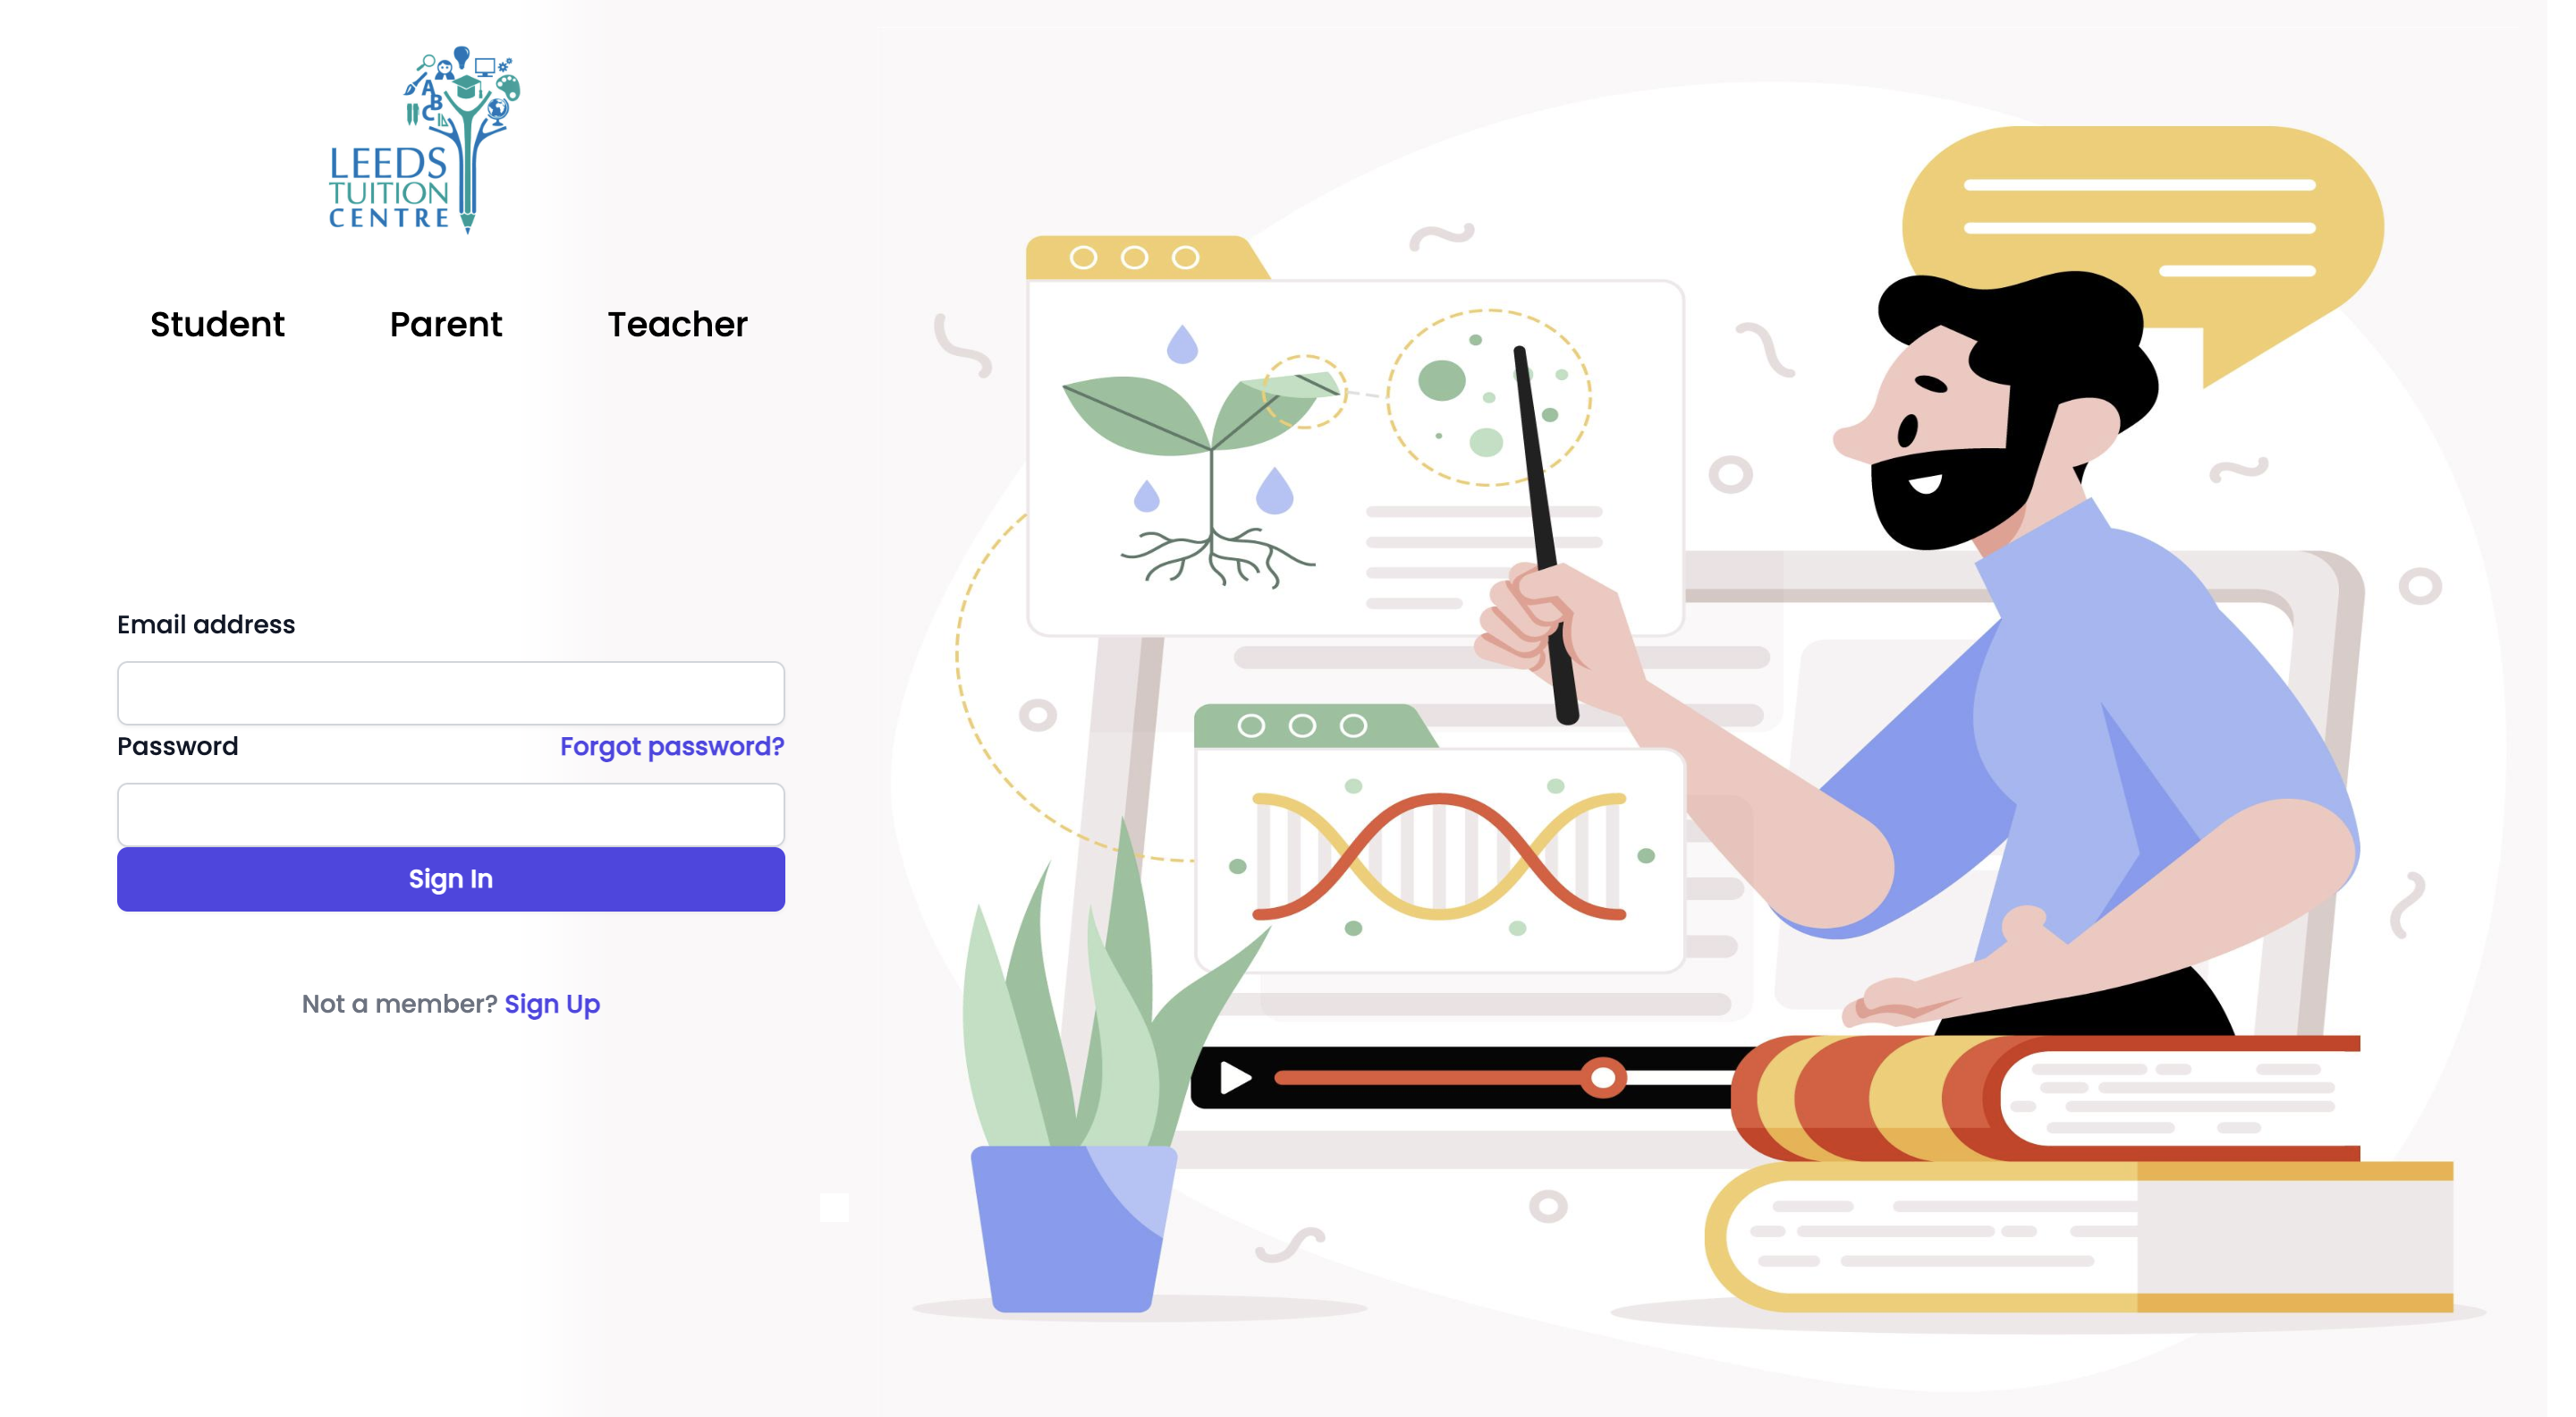 A
B
C
LEEDS
TUITION
CENTRE
Student Parent Teacher
Email address
Password Forgot password?
Sign In
Not a member? Sign Up